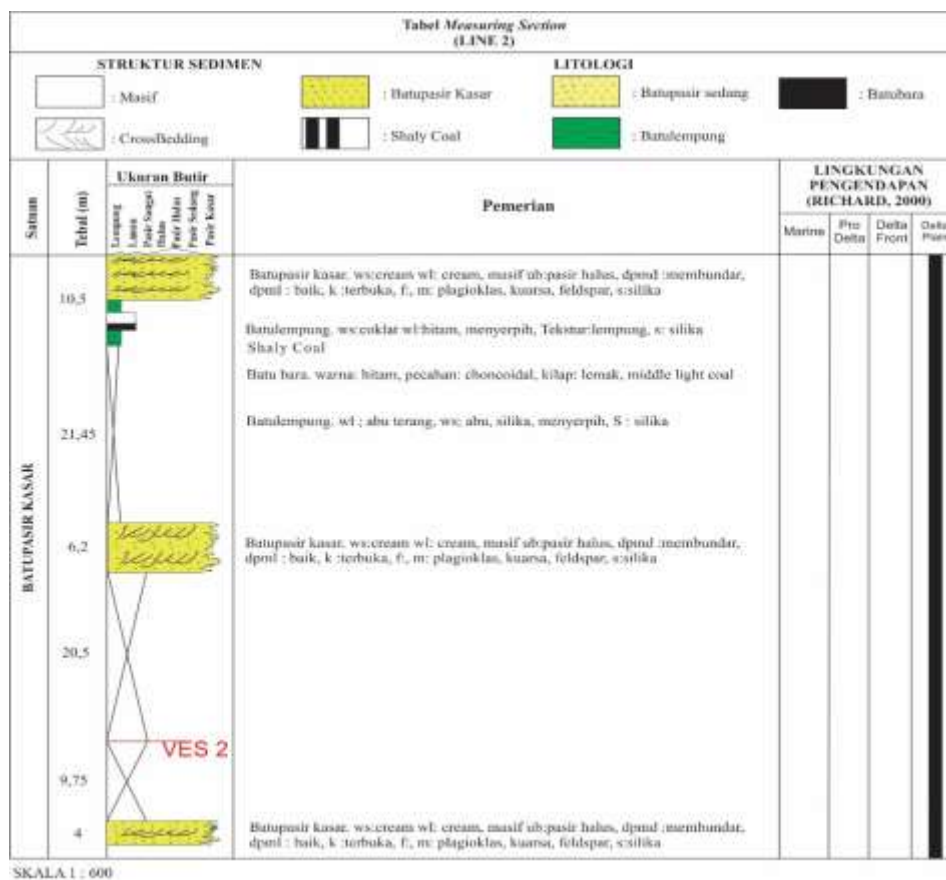 Tabel Measuring Section
(LINE 2)
STRUKTUR SEDIMEN
LITOLOGI
: Masif
: Batupasir Kasar
: Batupasir sedang
: Batubara
: CrossBedding
: Shaly Coal
: Batulempung
Satuan
Tebal (m)
Ukuran Butir
Lempung
Lanau
Pasir Sangat Halus
Pasir Halus
Pasir Sedang
Pasir Kasar
Pemerian
LINGKUNGAN
PENGENDAPAN
(RICHARD, 2000)
Marine
Pro Delta
Delta Front
Delta Plain
BATUPASIR KASAR
10,5
Batupasir kasar. ws:cream wl: cream, masif ub:pasir halus, dpmd :membundar,
dpml : baik, k :terbuka, f:, m: plagioklas, kuarsa, feldspar, s:silika
Batulempung. ws:coklat wl:hitam, menyerpih, Tekstur:lempung, s: silika
Shaly Coal
Batu bara. warna: hitam, pecahan: choncoidal, kilap: lemak, middle light coal
21,45
Batulempung. wl ; abu terang, ws: abu, silika, menyerpih, S : silika
6,2
Batupasir kasar. ws:cream wl: cream, masif ub:pasir halus, dpmd :membundar,
dpml : baik, k :terbuka, f:, m: plagioklas, kuarsa, feldspar, s:silika
20,5
VES 2
9,75
4
Batupasir kasar. ws:cream wl: cream, masif ub:pasir halus, dpmd :membundar,
dpml : baik, k :terbuka, f:, m: plagioklas, kuarsa, feldspar, s:silika
SKALA 1 : 600